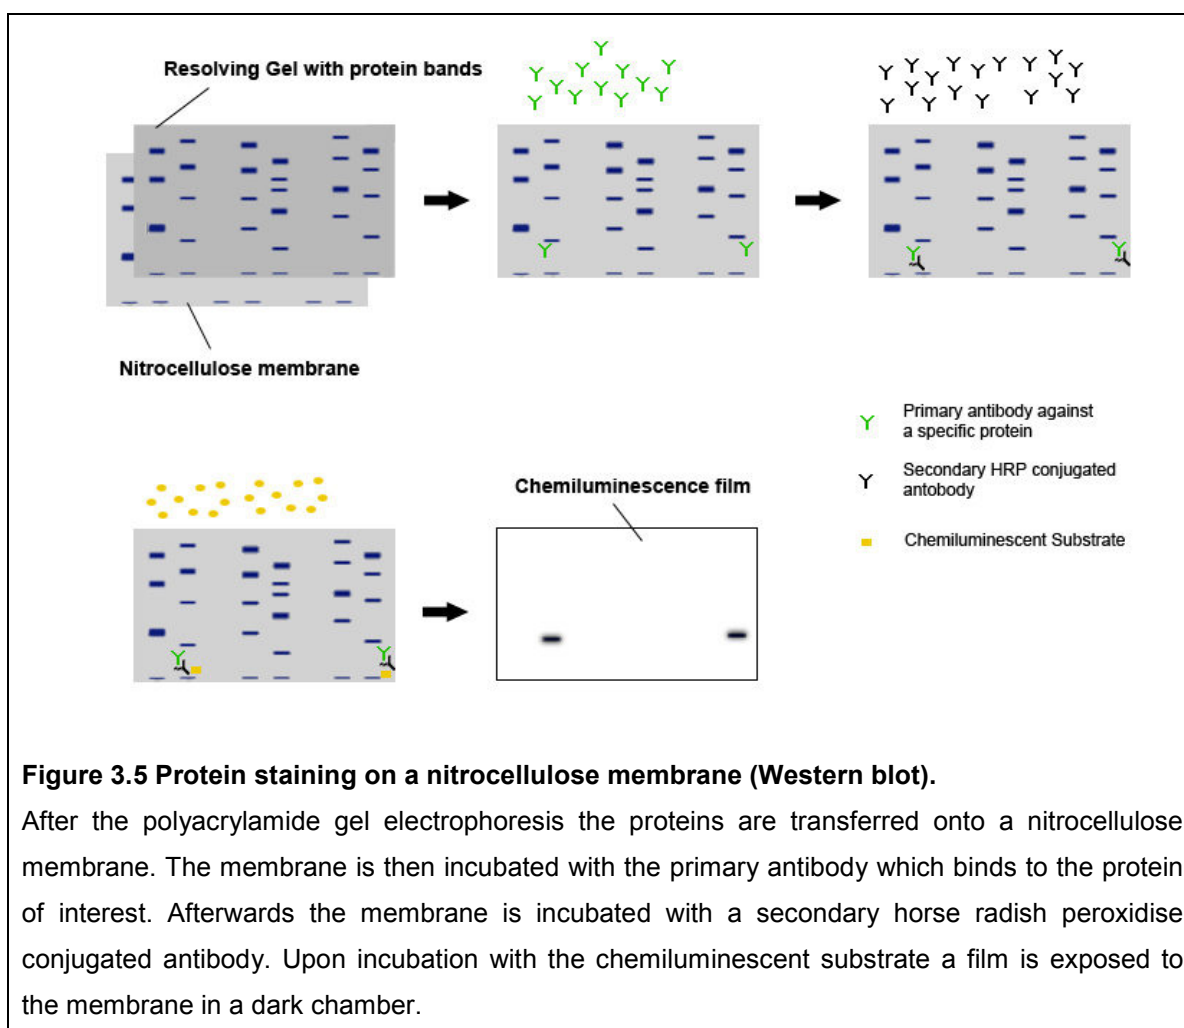 Resolving Gel with protein bands
Nitrocellulose membrane
Primary antibody against
a specific protein
Secondary HRP conjugated
antobody
Chemiluminescent Substrate
Chemiluminescence film
Figure 3.5 Protein staining on a nitrocellulose membrane (Western blot).
After the polyacrylamide gel electrophoresis the proteins are transferred onto a nitrocellulose
membrane. The membrane is then incubated with the primary antibody which binds to the protein
of interest. Afterwards the membrane is incubated with a secondary horse radish peroxidise
conjugated antibody. Upon incubation with the chemiluminescent substrate a film is exposed to
the membrane in a dark chamber.